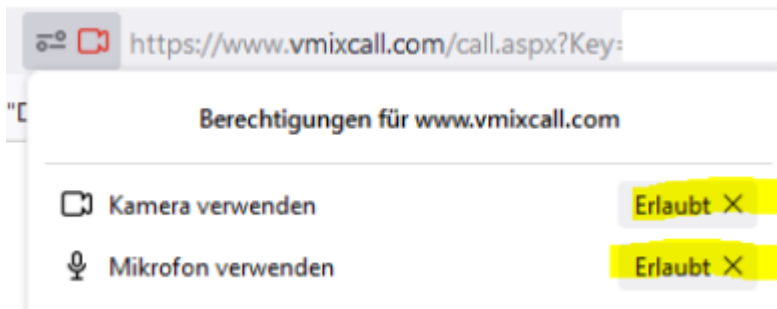 https://www.vmixcall.com/call.aspx?Key=
"D
Berechtigungen für www.vmixcall.com
Kamera verwenden Erlaubt ×
Mikrofon verwenden Erlaubt ×